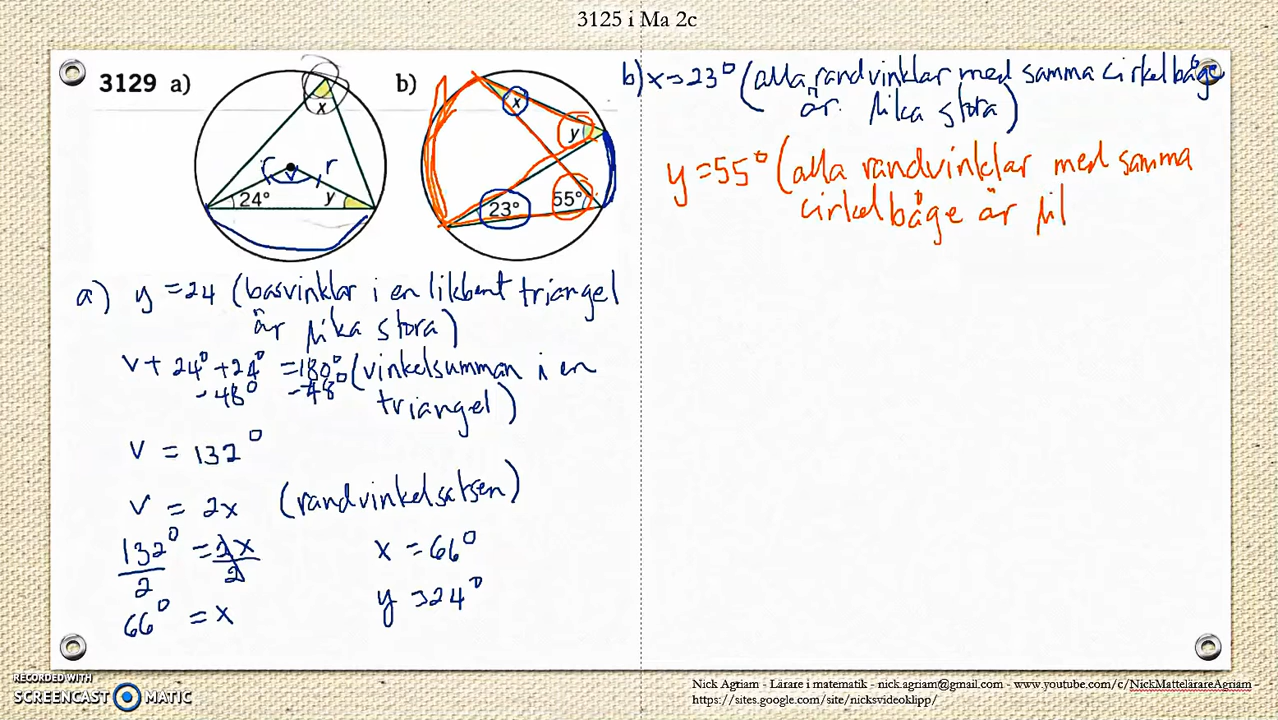 3125 i Ma 2c
3129 a)
x
r
r
v
24°
y
b)
x
y
23°
55°
b) x = 23° (alla randvinklar med samma cirkelbåge
är lika stora)
y = 55° (alla randvinklar med samma
cirkelbåge är lil
a) y = 24 (basvinklar i en likbent triangel
är lika stora)
v + 24° + 24° = 180° (vinkelsumman i en
-48° -48° triangel)
v = 132°
v = 2x (randvinkelsatsen)
132° = 2x
2 2
66° = x
x = 66°
y = 24°
RECORDED WITH
SCREENCAST MATIC
Nick Agriam - Lärare i matematik - nick.agriam@gmail.com - www.youtube.com/c/NickMattelärareAgriam
https://sites.google.com/site/nicksvideoklipp/